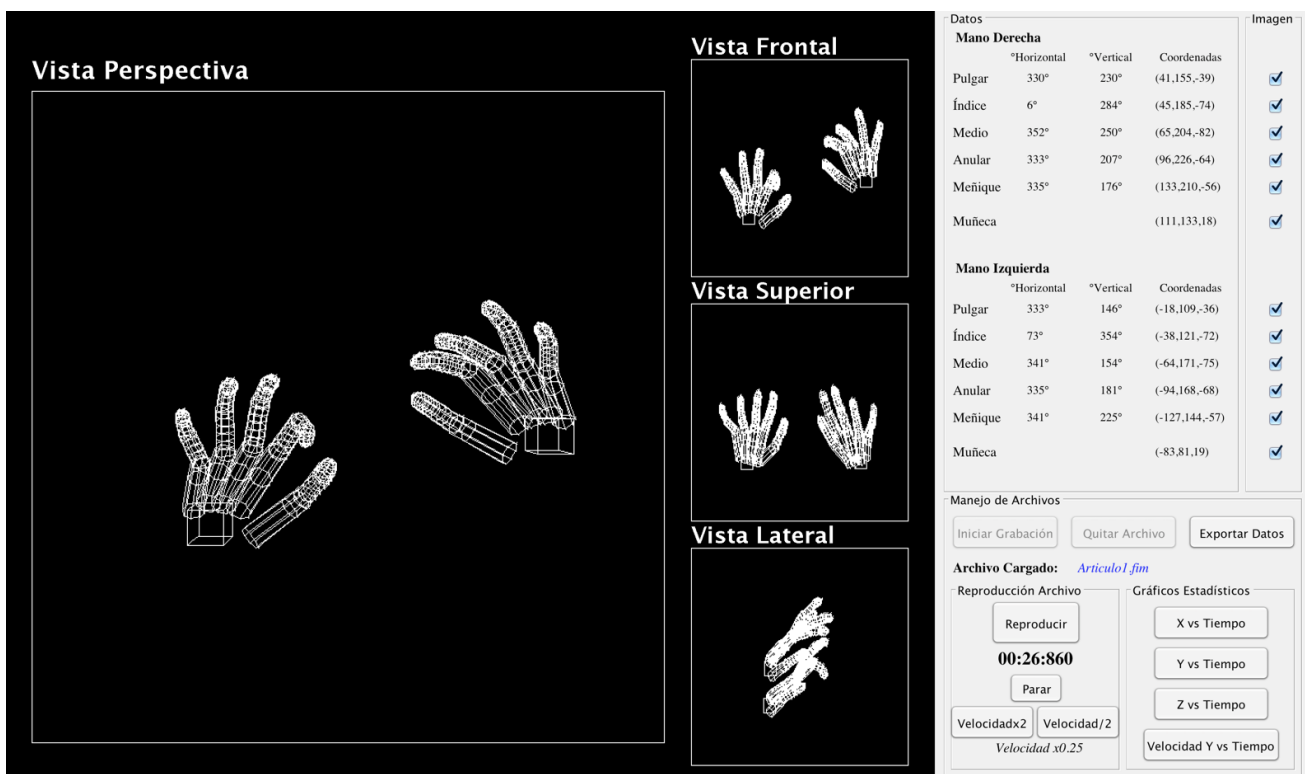 Vista Perspectiva
Vista Frontal
Vista Superior
Vista Lateral
Datos
Imagen
Mano Derecha
°Horizontal °Vertical Coordenadas
Pulgar 330° 230° (41,155,-39)
Índice 6° 284° (45,185,-74)
Medio 352° 250° (65,204,-82)
Anular 333° 207° (96,226,-64)
Meñique 335° 176° (133,210,-56)
Muñeca (111,133,18)
Mano Izquierda
°Horizontal °Vertical Coordenadas
Pulgar 333° 146° (-18,109,-36)
Índice 73° 354° (-38,121,-72)
Medio 341° 154° (-64,171,-75)
Anular 335° 181° (-94,168,-68)
Meñique 341° 225° (-127,144,-57)
Muñeca (-83,81,19)
Manejo de Archivos
Iniciar Grabación Quitar Archivo Exportar Datos
Archivo Cargado: Articulo1.fim
Reproducción Archivo
Reproducir
00:26:860
Parar
Velocidadx2 Velocidad/2
Velocidad x0.25
Gráficos Estadísticos
X vs Tiempo
Y vs Tiempo
Z vs Tiempo
Velocidad Y vs Tiempo